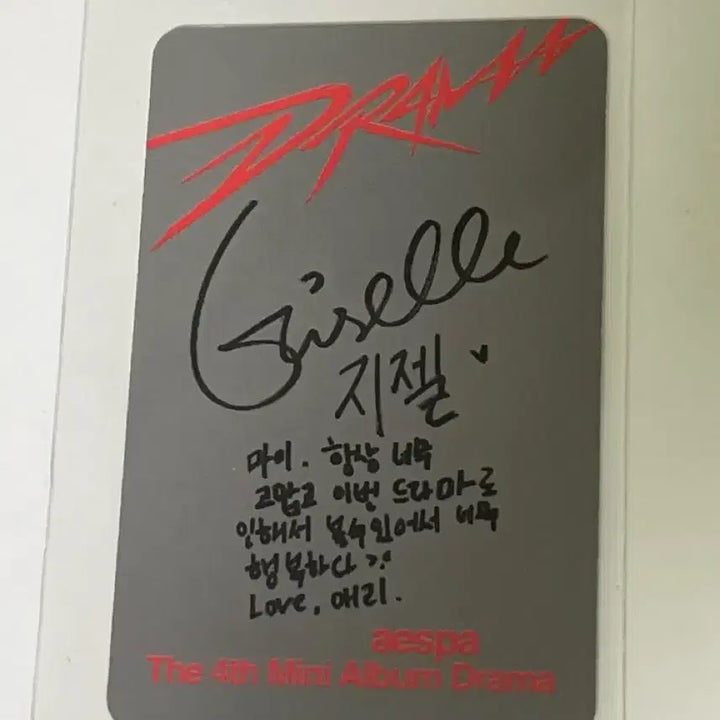 DRAMA
Giselle
지젤
마이. 항상 너무
고맙고 이번 드라마로
인해서 볼수있어서 너무
행복하다
Love, 애리.
aespa
The 4th Mini Album Drama